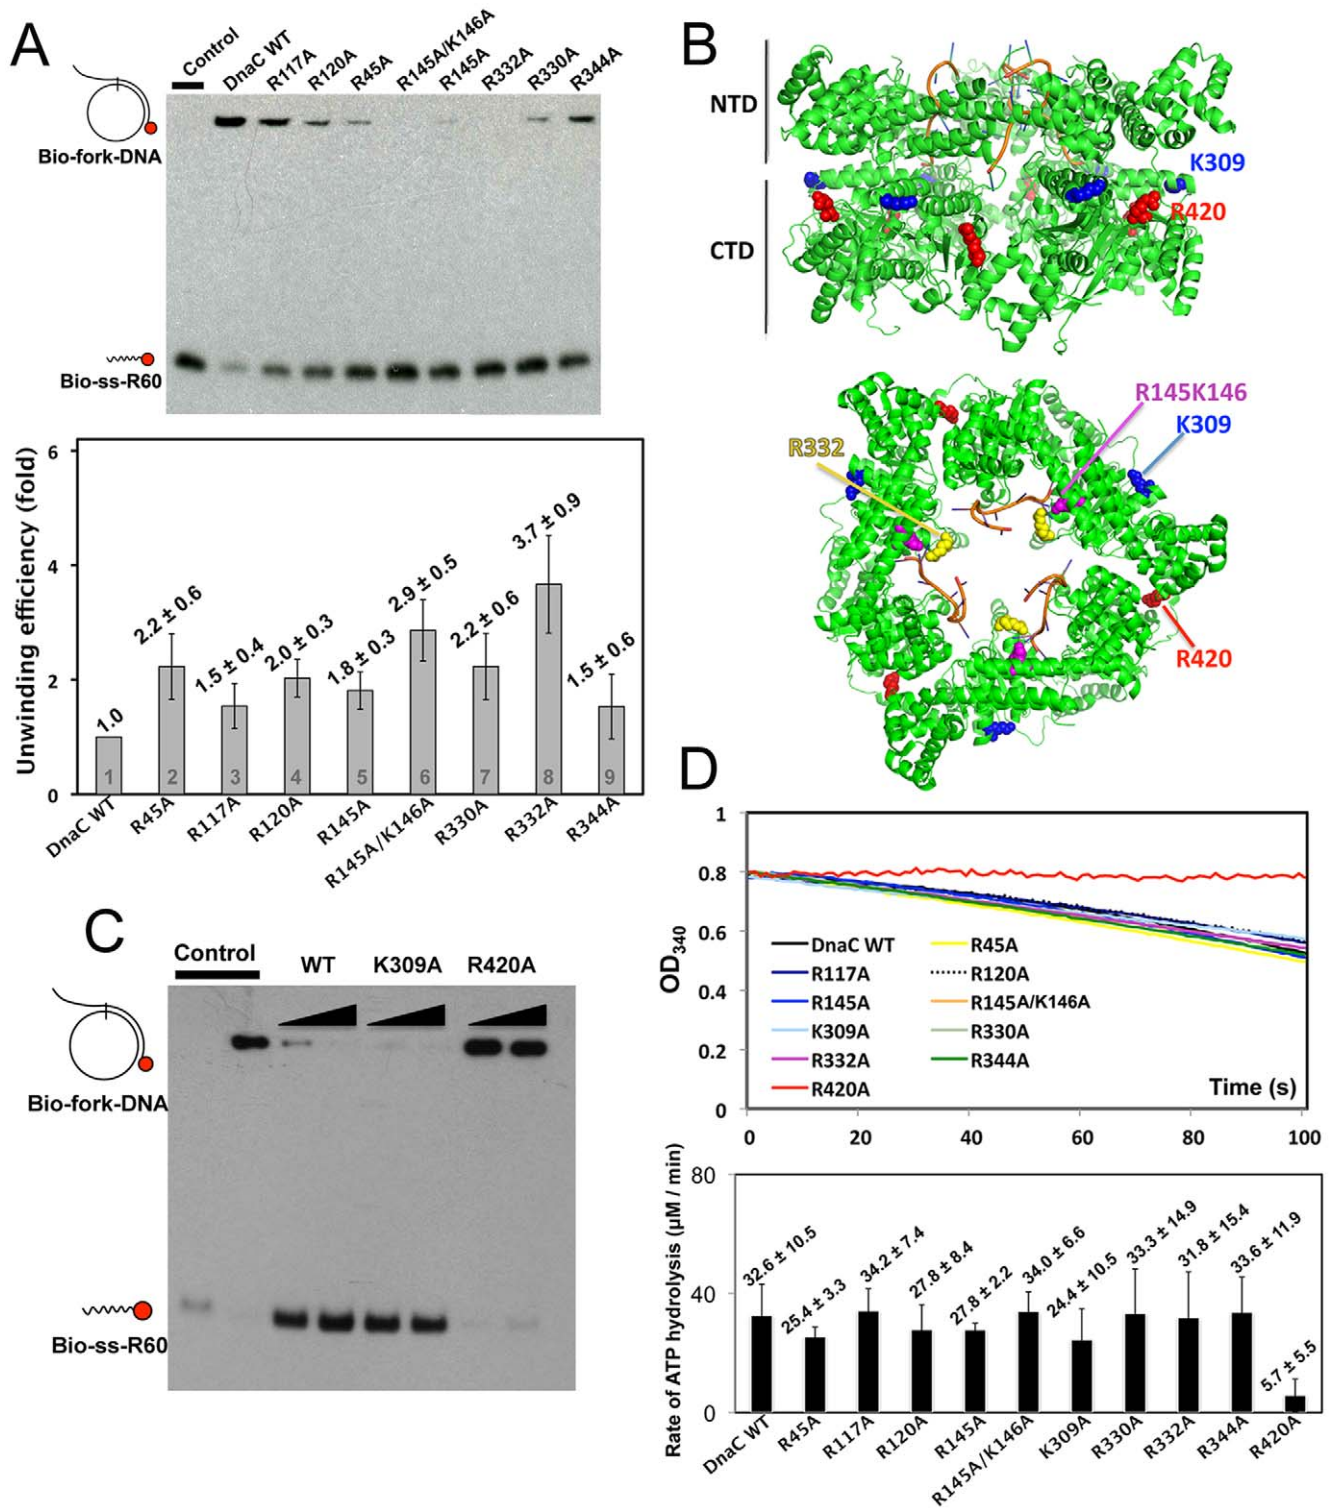 A
Control
DnaC WT
R117A
R120A
R45A
R145A/K146A
R145A
R332A
R330A
R344A
Bio-fork-DNA
Bio-ss-R60
Unwinding efficiency (fold)
6
4
2
0
1.0
2.2 ± 0.6
1.5 ± 0.4
2.0 ± 0.3
1.8 ± 0.3
2.9 ± 0.5
2.2 ± 0.6
3.7 ± 0.9
1.5 ± 0.6
1
2
3
4
5
6
7
8
9
DnaC WT
R45A
R117A
R120A
R145A
R145A/K146A
R330A
R332A
R344A
B
NTD
CTD
K309
R420
R145K146
K309
R332
R420
C
Control
WT
K309A
R420A
Bio-fork-DNA
Bio-ss-R60
D
OD340
1
0.8
0.6
0.4
0.2
0
DnaC WT
R45A
R117A
R120A
R145A
R145A/K146A
K309A
R330A
R332A
R344A
R420A
Time (s)
0
20
40
60
80
100
Rate of ATP hydrolysis (µM / min)
80
40
0
32.6 ± 10.5
25.4 ± 3.3
34.2 ± 7.4
27.8 ± 8.4
27.8 ± 2.2
34.0 ± 6.6
24.4 ± 10.5
33.3 ± 14.9
31.8 ± 15.4
33.6 ± 11.9
5.7 ± 5.5
DnaC WT
R45A
R117A
R120A
R145A
R145A/K146A
K309A
R330A
R332A
R344A
R420A